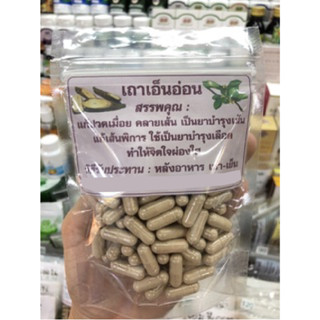 เถาเอ็นอ่อน
สรรพคุณ :
แก้ปวดเมื่อย คลายเส้น เป็นยาบำรุงเส้น
แก้เส้นพิการ ใช้เป็นยาบำรุงเลือด
ทำให้จิตใจผ่องใส
วิธีรับประทาน : หลังอาหาร เช้า-เย็น